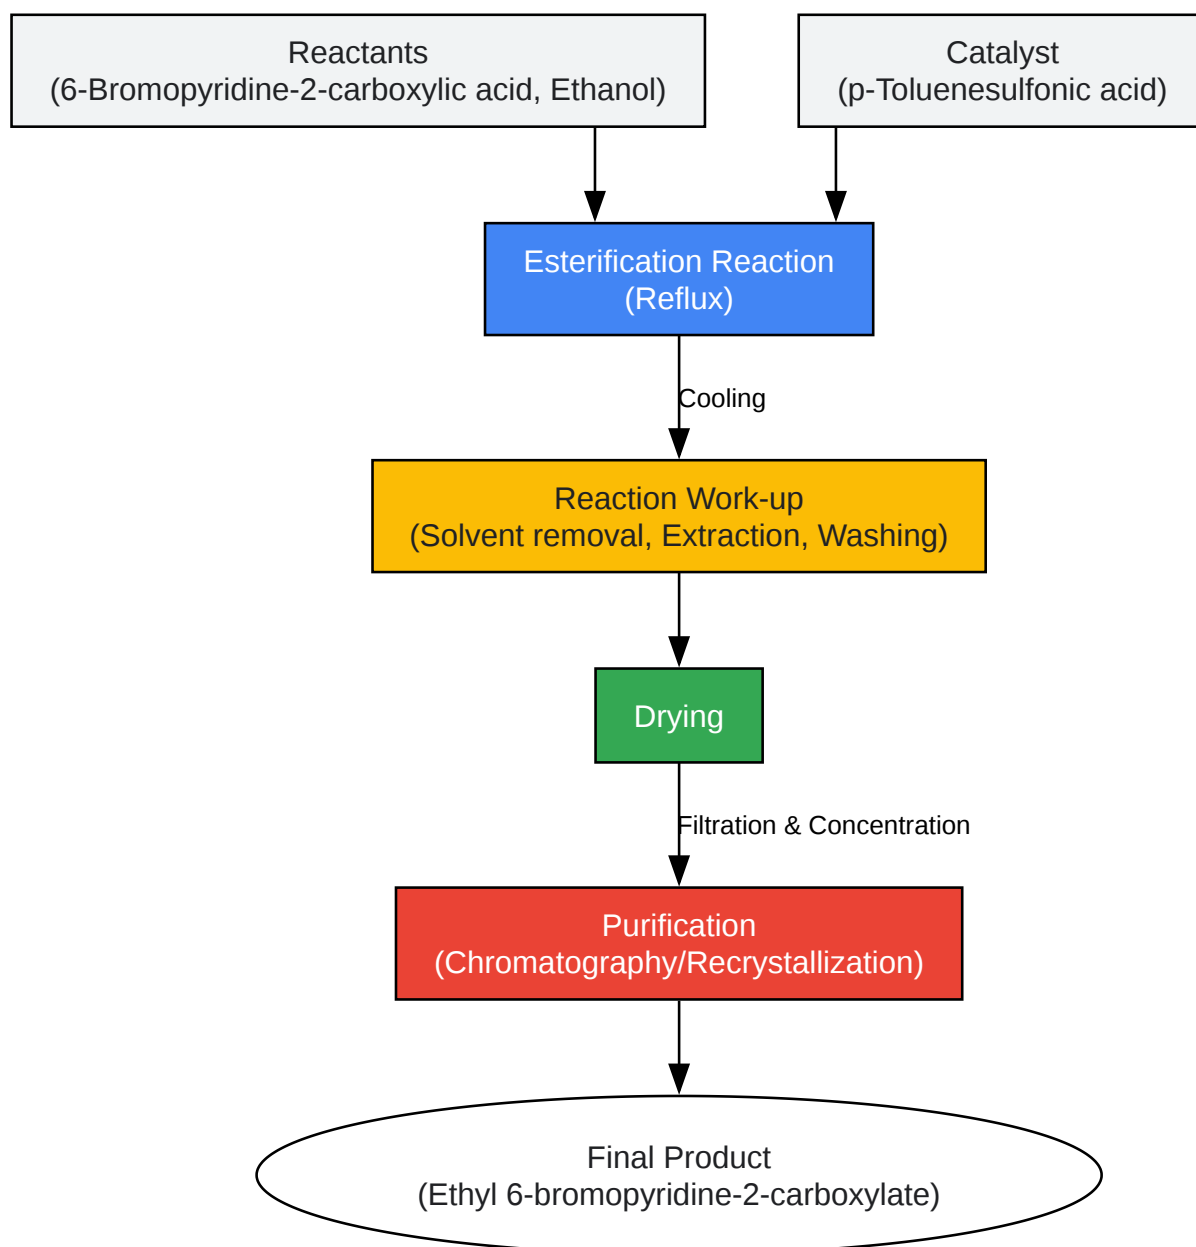 Reactants
(6-Bromopyridine-2-carboxylic acid, Ethanol)
Catalyst
(p-Toluenesulfonic acid)
Esterification Reaction
(Reflux)
Cooling
Reaction Work-up
(Solvent removal, Extraction, Washing)
Drying
Filtration & Concentration
Purification
(Chromatography/Recrystallization)
Final Product
(Ethyl 6-bromopyridine-2-carboxylate)